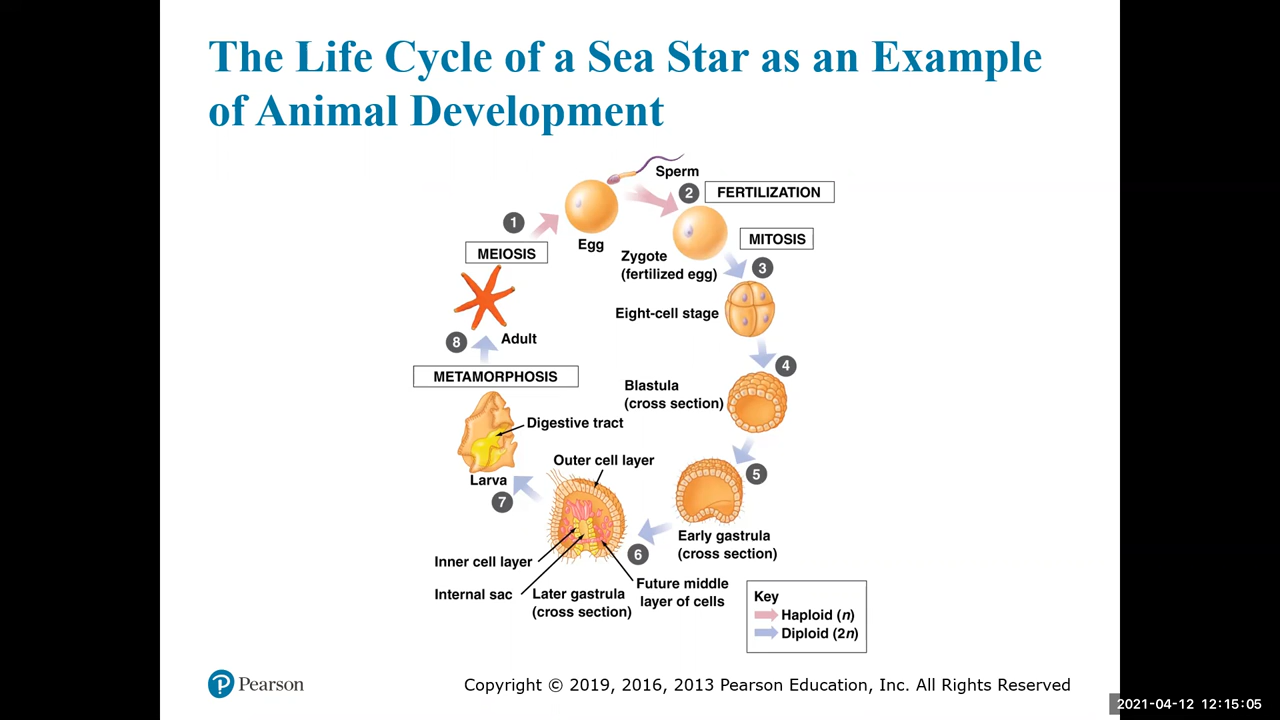 The Life Cycle of a Sea Star as an Example
of Animal Development
Sperm
2
FERTILIZATION
1
Egg
MEIOSIS
Zygote
(fertilized egg)
MITOSIS
3
Eight-cell stage
8
Adult
4
METAMORPHOSIS
Blastula
(cross section)
Digestive tract
Outer cell layer
5
Larva
7
Early gastrula
(cross section)
6
Inner cell layer
Internal sac
Later gastrula
(cross section)
Future middle
layer of cells
Key
Haploid (n)
Diploid (2n)
Pearson
Copyright © 2019, 2016, 2013 Pearson Education, Inc. All Rights Reserved
2021-04-12 12:15:05